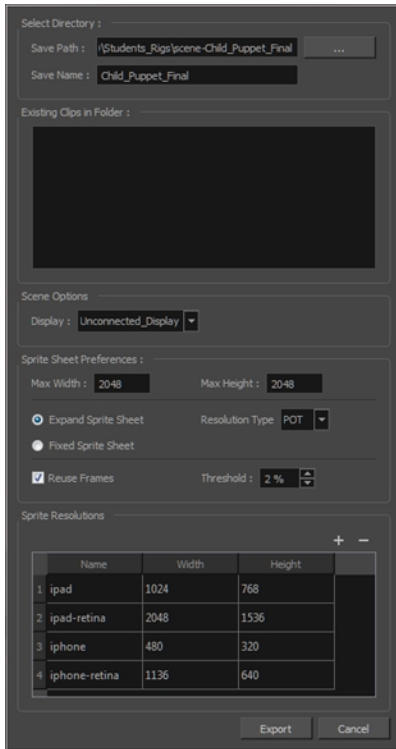 Select Directory :
Save Path : \Students_Rigs\scene-Child_Puppet_Final ...
Save Name : Child_Puppet_Final
Existing Clips in Folder :
Scene Options
Display : Unconnected_Display
Sprite Sheet Preferences :
Max Width : 2048 Max Height : 2048
Expand Sprite Sheet Resolution Type POT
Fixed Sprite Sheet
Reuse Frames Threshold : 2 %
Sprite Resolutions
+ −
Name Width Height
1 ipad 1024 768
2 ipad-retina 2048 1536
3 iphone 480 320
4 iphone-retina 1136 640
Export Cancel